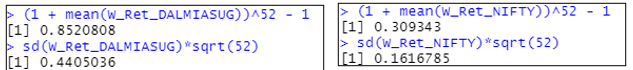 > (1 + mean(W_Ret_DALMIASUG))^52 - 1
[1] 0.8520808
> sd(W_Ret_DALMIASUG)*sqrt(52)
[1] 0.4405036
> (1 + mean(W_Ret_NIFTY))^52 - 1
[1] 0.309343
> sd(W_Ret_NIFTY)*sqrt(52)
[1] 0.1616785